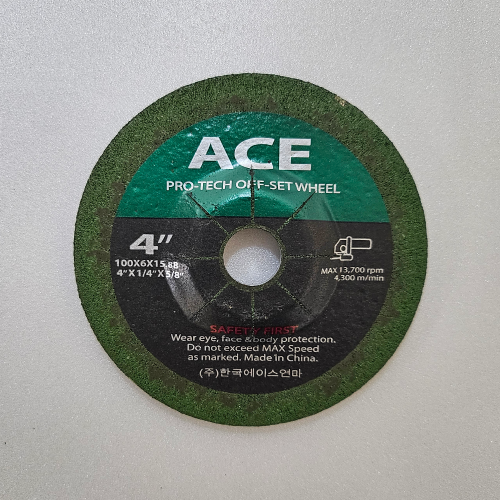 ACE
PRO-TECH OFF-SET WHEEL
4"
100X6X15.88
4"X1/4"X5/8"
MAX 13,700 rpm
4,300 m/min
SAFETY FIRST
Wear eye, face & body protection.
Do not exceed MAX Speed
as marked. Made in China.
(주)한국에이스연마